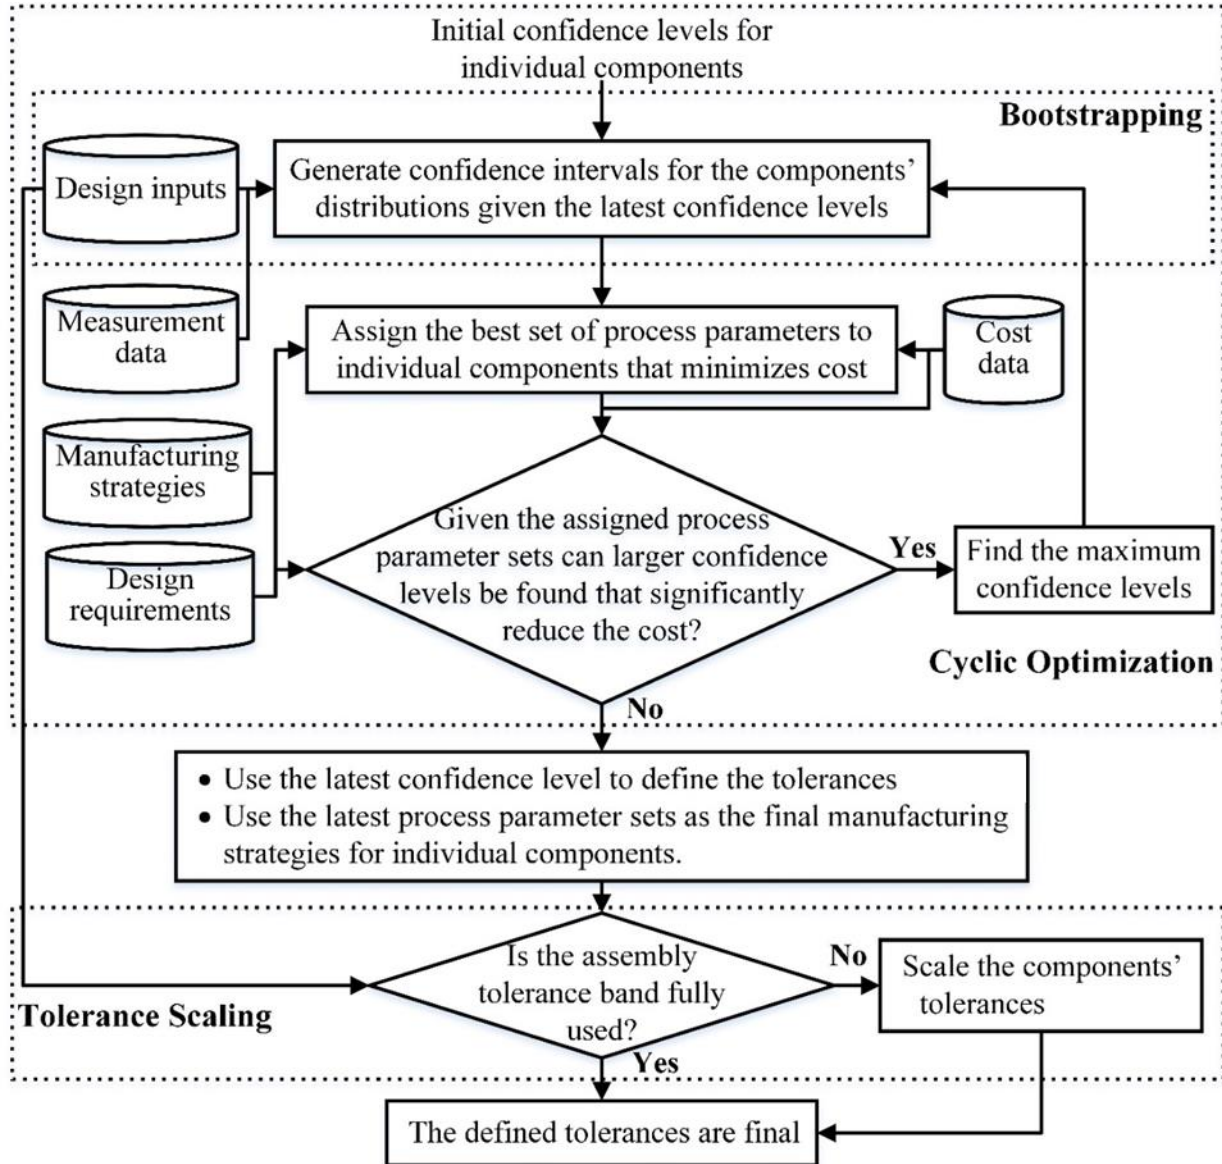 Initial confidence levels for
individual components
Bootstrapping
Design inputs
Generate confidence intervals for the components’
distributions given the latest confidence levels
Measurement
data
Assign the best set of process parameters to
individual components that minimizes cost
Cost
data
Manufacturing
strategies
Design
requirements
Given the assigned process
parameter sets can larger confidence
levels be found that significantly
reduce the cost?
Yes
Find the maximum
confidence levels
Cyclic Optimization
No
• Use the latest confidence level to define the tolerances
• Use the latest process parameter sets as the final manufacturing
strategies for individual components.
Is the assembly
tolerance band fully
used?
No
Scale the components’
tolerances
Tolerance Scaling
Yes
The defined tolerances are final